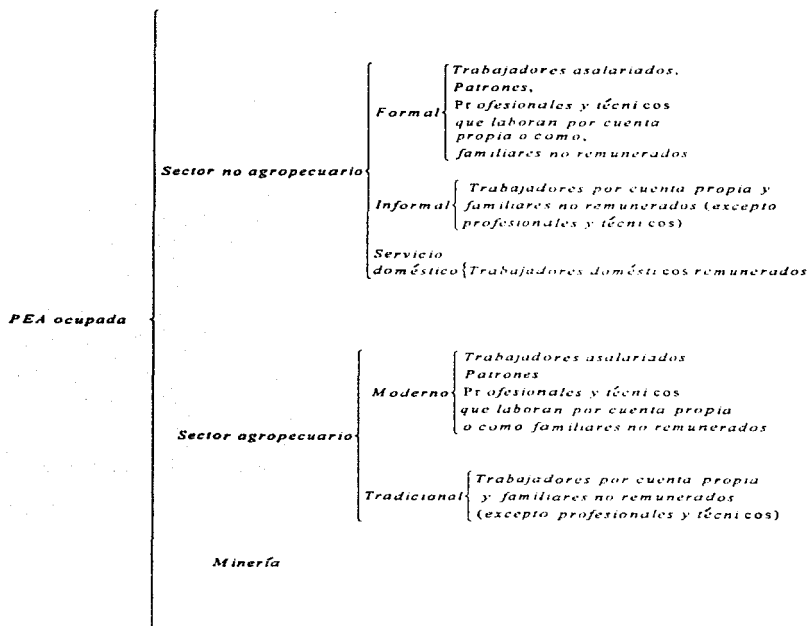 PEA ocupada
Sector no agropecuario
Formal
Trabajadores asalariados,
Patrones,
Profesionales y técnicos
que laboran por cuenta
propia o como,
familiares no remunerados
Informal
Trabajadores por cuenta propia y
familiares no remunerados (excepto
profesionales y técnicos)
Servicio
doméstico
Trabajadores domésticos remunerados
Sector agropecuario
Moderno
Trabajadores asalariados
Patrones
Profesionales y técnicos
que laboran por cuenta propia
o como familiares no remunerados
Tradicional
Trabajadores por cuenta propia
y familiares no remunerados
(excepto profesionales y técnicos)
Minería